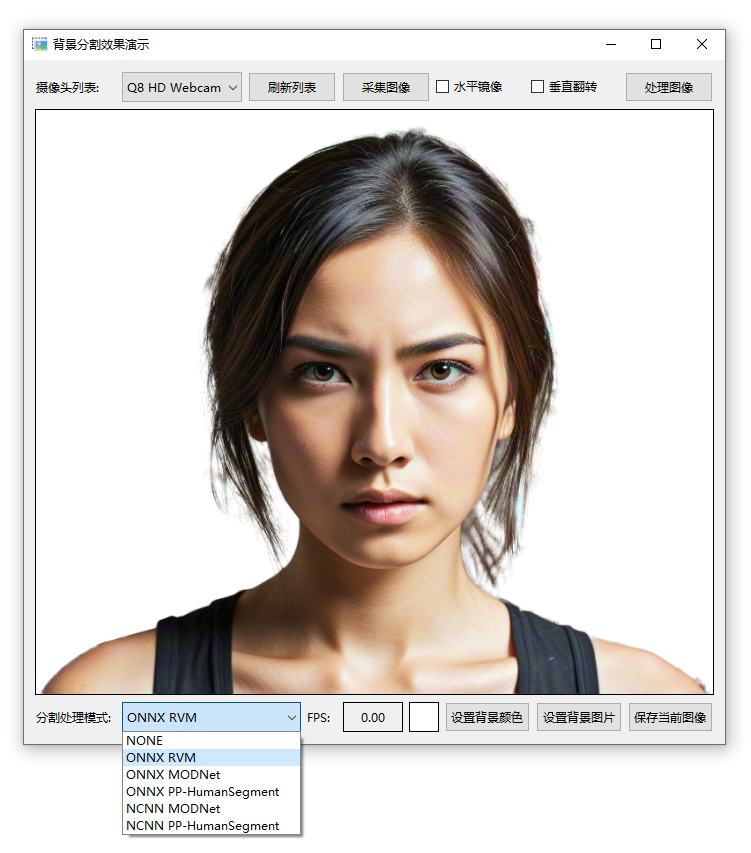 背景分割效果演示
摄像头列表: Q8 HD Webcam 刷新列表 采集图像 水平镜像 垂直翻转 处理图像
分割处理模式: ONNX RVM FPS: 0.00 设置背景颜色 设置背景图片 保存当前图像
NONE
ONNX RVM
ONNX MODNet
ONNX PP-HumanSegment
NCNN MODNet
NCNN PP-HumanSegment